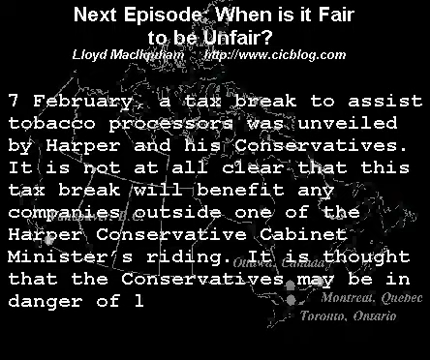 Next Episode: When is it Fair
to be Unfair?
Lloyd MacIlquham http://www.cicblog.com
7 February, a tax break to assist
tobacco processors was unveiled
by Harper and his Conservatives.
It is not at all clear that this
tax break will benefit any
companies outside one of the
Harper Conservative Cabinet
Minister's riding. It is thought
that the Conservatives may be in
danger of l
Ottawa, Canada
Montreal, Quebec
Toronto, Ontario